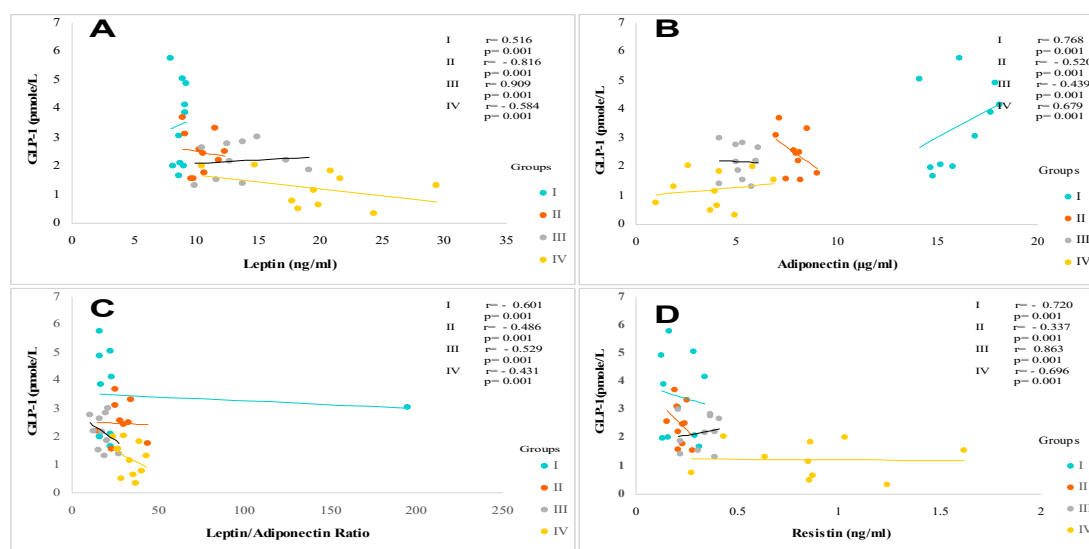 A
GLP-1 (pmole/L
7
6
5
4
3
2
1
0
0 5 10 15 20 25 30 35
Leptin (ng/ml)
I r= 0.516
p= 0.001
II r= - 0.816
p= 0.001
III r= 0.909
p= 0.001
IV r= - 0.584
p= 0.001
Groups
I
II
III
IV
B
GLP-1 (pmole/L
7
6
5
4
3
2
1
0
0 5 10 15 20
Adiponectin (µg/ml)
I r= 0.768
p= 0.001
II r= - 0.520
p= 0.001
III r= -0.439
p= 0.001
IV r= 0.679
p= 0.001
Groups
I
II
III
IV
C
GLP-1 (pmole/L
7
6
5
4
3
2
1
0
0 50 100 150 200 250
Leptin/Adiponectin Ratio
I r= - 0.601
p= 0.001
II r= - 0.486
p= 0.001
III r= - 0.529
p= 0.001
IV r= - 0.431
p= 0.001
Groups
I
II
III
IV
D
GLP-1(pmole/L
7
6
5
4
3
2
1
0
0 0.5 1 1.5 2
Resistin (ng/ml)
I r= - 0.720
p= 0.001
II r= - 0.337
p= 0.001
III r= 0.863
p= 0.001
IV r= - 0.696
p= 0.001
Groups
I
II
III
IV